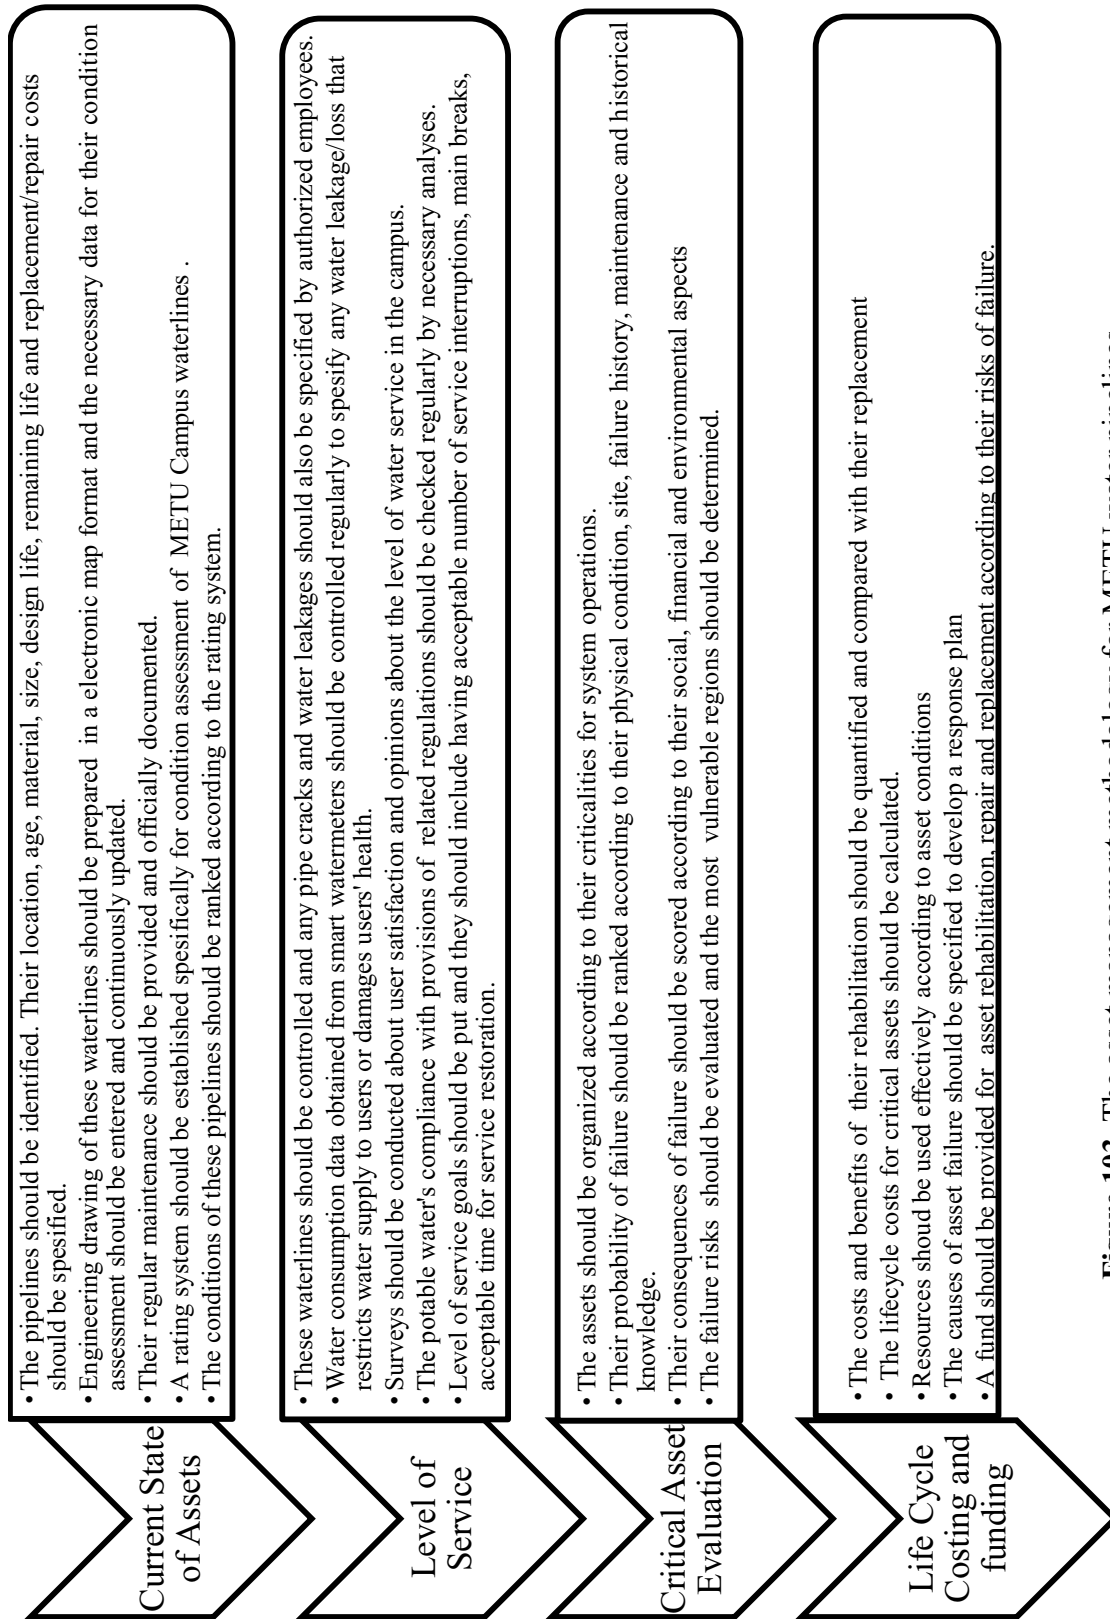 Current State
of Assets
• The pipelines should be identified. Their location, age, material, size, design life, remaining life and replacement/repair costs
should be spesified.
• Engineering drawing of these waterlines should be prepared in a electronic map format and the necessary data for their condition
assessment should be entered and continuously updated.
• Their regular maintenance should be provided and officially documented.
• A rating system should be established spesifically for condition assessment of METU Campus waterlines .
• The conditions of these pipelines should be ranked according to the rating system.
Level of
Service
• These waterlines should be controlled and any pipe cracks and water leakages should also be specified by authorized employees.
• Water consumption data obtained from smart watermeters should be controlled regularly to spesify any water leakage/loss that
restricts water supply to users or damages users' health.
• Surveys should be conducted about user satisfaction and opinions about the level of water service in the campus.
• The potable water's compliance with provisions of related regulations should be checked regularly by necessary analyses.
• Level of service goals should be put and they should include having acceptable number of service interruptions, main breaks,
acceptable time for service restoration.
Critical Asset
Evaluation
• The assets should be organized according to their criticalities for system operations.
• Their probability of failure should be ranked according to their physical condition, site, failure history, maintenance and historical
knowledge.
• Their consequences of failure should be scored according to their social, financial and environmental aspects
• The failure risks should be evaluated and the most vulnerable regions should be determined.
Life Cycle
Costing and
funding
• The costs and benefits of their rehabilitation should be quantified and compared with their replacement
• The lifecycle costs for critical assets should be calculated.
• Resources shoud be used effectively according to asset conditions
• The causes of asset failure should be specified to develop a response plan
• A fund should be provided for asset rehabilitation, repair and replacement according to their risks of failure.
Figure 103. The asset management methodology for METU water pipelines